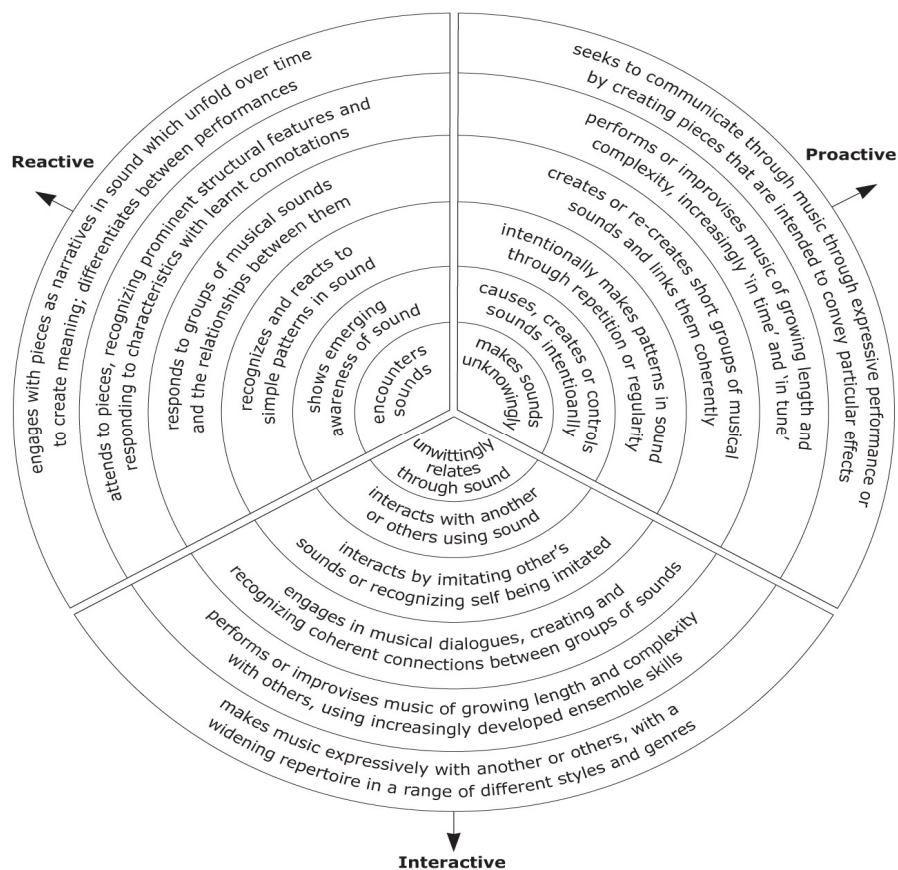 Reactive
engages with pieces as narratives in sound which unfold over time
to create meaning; differentiates between performances
attends to pieces, recognizing prominent structural features and
responding to characteristics with learnt connotations
responds to groups of musical sounds
and the relationships between them
recognizes and reacts to
simple patterns in sound
shows emerging
awareness of sound
encounters
sounds
Proactive
seeks to communicate through music through expressive performance or
by creating pieces that are intended to convey particular effects
performs or improvises music of growing length and
complexity, increasingly ‘in time’ and ‘in tune’
creates or re-creates short groups of musical
sounds and links them coherently
intentionally makes patterns in sound
through repetition or regularity
causes, creates or controls
sounds intentioanlly
makes sounds
unknowingly
unwittingly
relates
through sound
interacts with another
or others using sound
interacts by imitating other’s
sounds or recognizing self being imitated
engages in musical dialogues, creating and
recognizing coherent connections between groups of sounds
performs or improvises music of growing length and complexity
with others, using increasingly developed ensemble skills
makes music expressively with another or others, with a
widening repertoire in a range of different styles and genres
Interactive